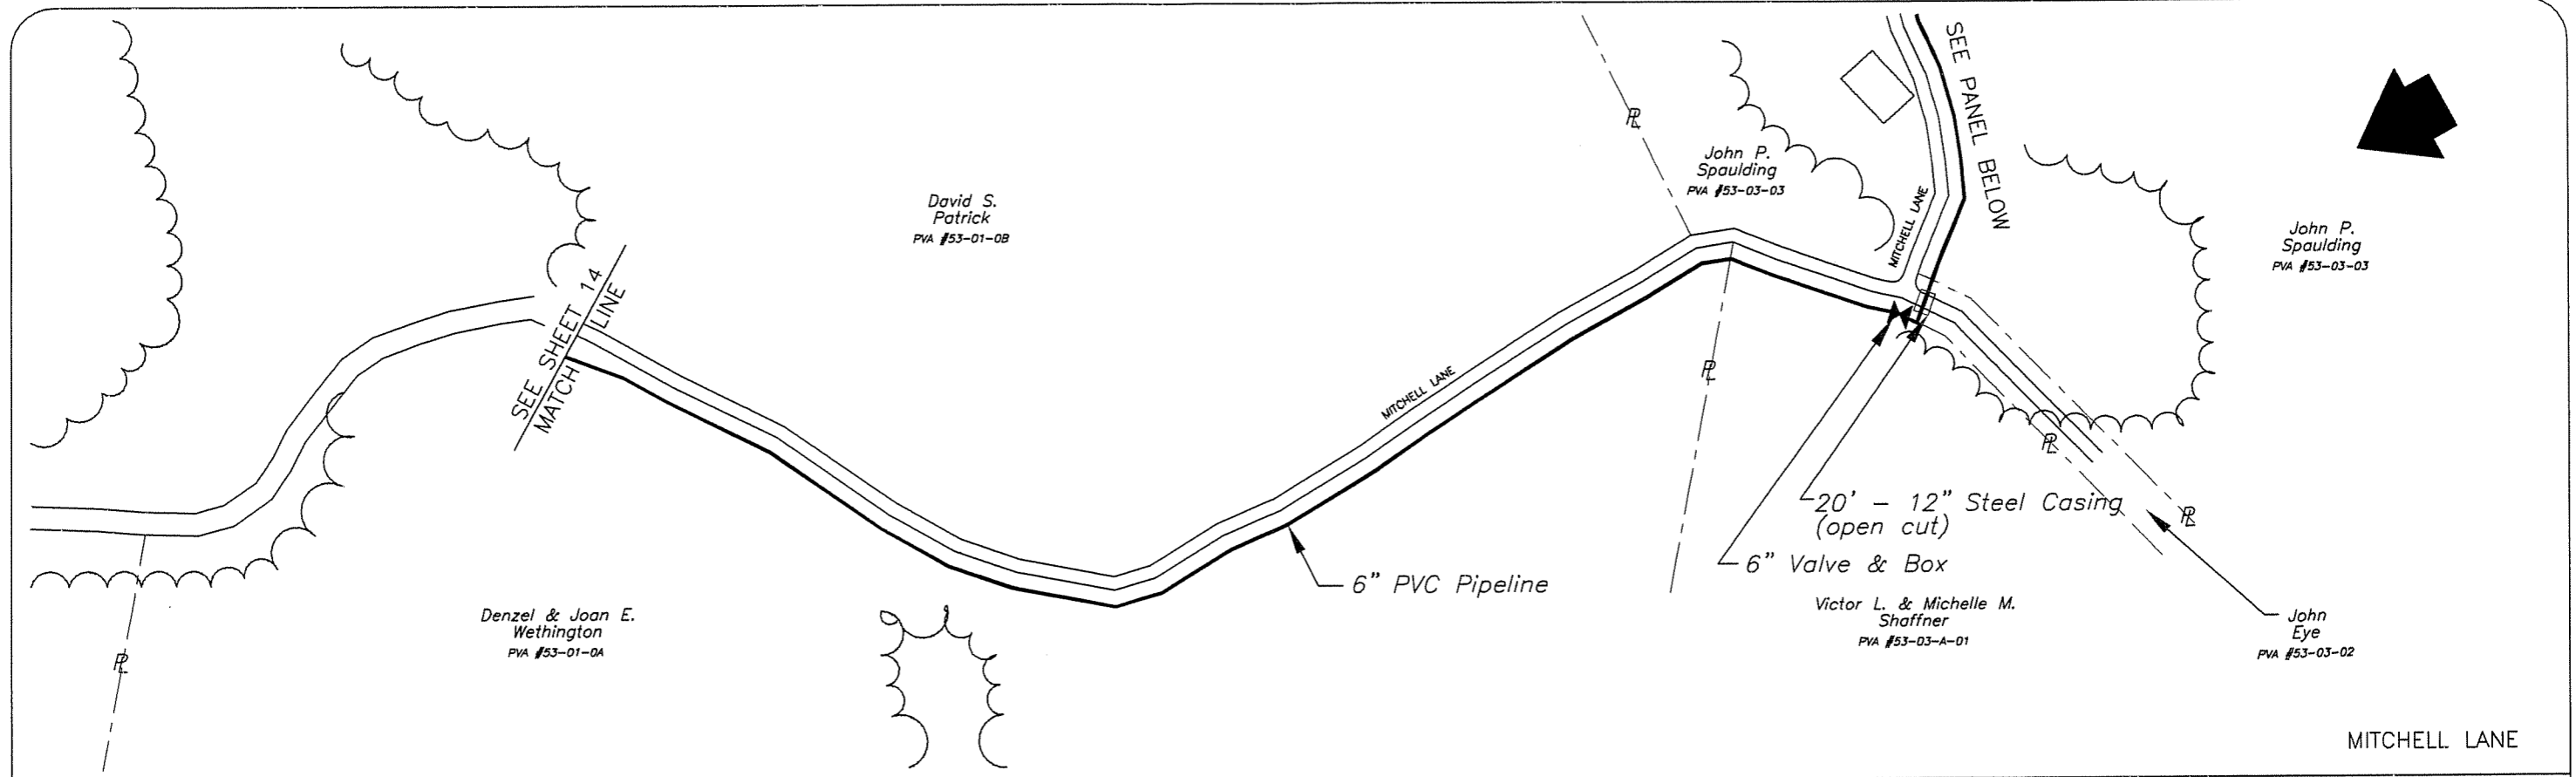 SEE PANEL BELOW
John P.
Spaulding
PVA #53-03-03
MITCHELL LANE
David S.
Patrick
PVA #53-01-0B
John P.
Spaulding
PVA #53-03-03
SEE SHEET 14
MATCH LINE
MITCHELL LANE
PL
PL
PL
PL
PL
20' - 12" Steel Casing
(open cut)
6" Valve & Box
6" PVC Pipeline
Denzel & Joan E.
Wethington
PVA #53-01-0A
Victor L. & Michelle M.
Shaffner
PVA #53-03-A-01
John
Eye
PVA #53-03-02
MITCHELL LANE